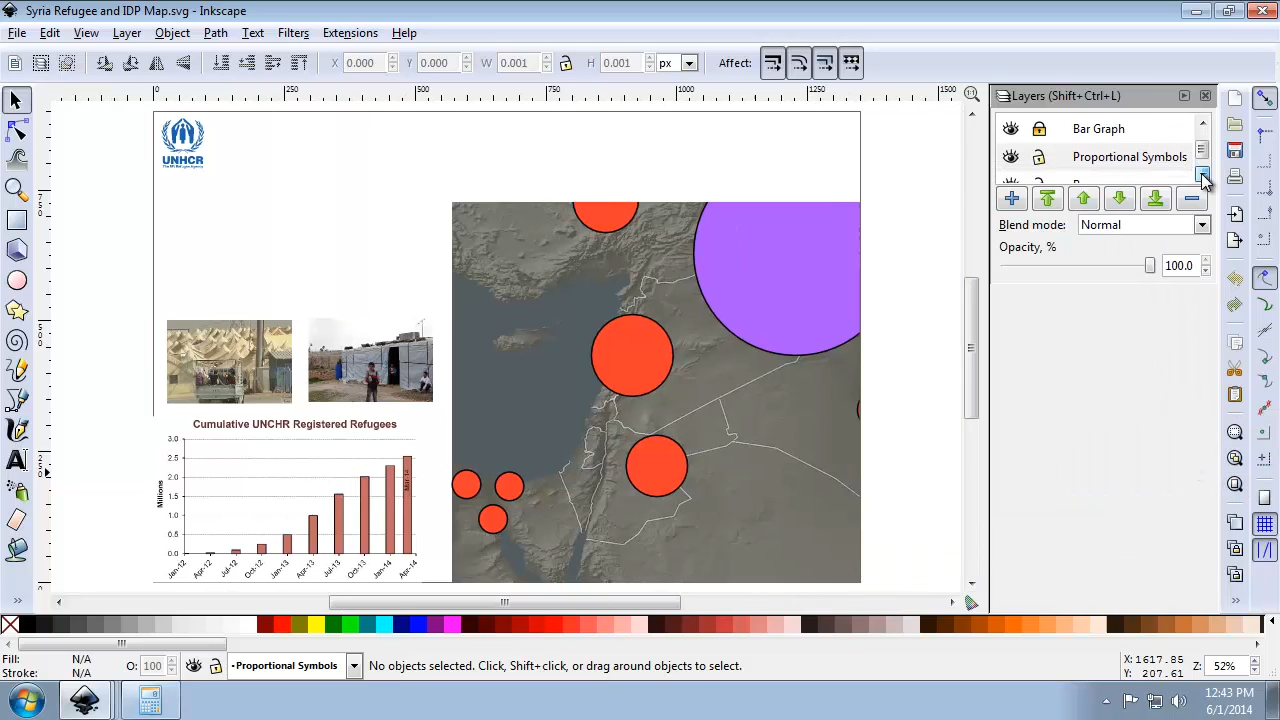 Syria Refugee and IDP Map.svg - Inkscape
File Edit View Layer Object Path Text Filters Extensions Help
X 0.000 Y 0.000 W 0.001 H 0.001 px Affect:
Layers (Shift+Ctrl+L)
0 250 500 750 1000 1250 1500
UNHCR
Bar Graph
Proportional Symbols
Blend mode: Normal
Opacity, %
100.0
Cumulative UNCHR Registered Refugees
Millions
3.0
2.5
2.0
1.5
1.0
0.5
0.0
Jan-12 Apr-12 Jul-12 Oct-12 Jan-13 Apr-13 Jul-13 Oct-13 Jan-14 Apr-14
Mar-14
Fill: N/A
Stroke: N/A
O: 100
•Proportional Symbols
No objects selected. Click, Shift+click, or drag around objects to select.
X: 1617.85
Y: 207.61
Z: 52%
12:43 PM
6/1/2014